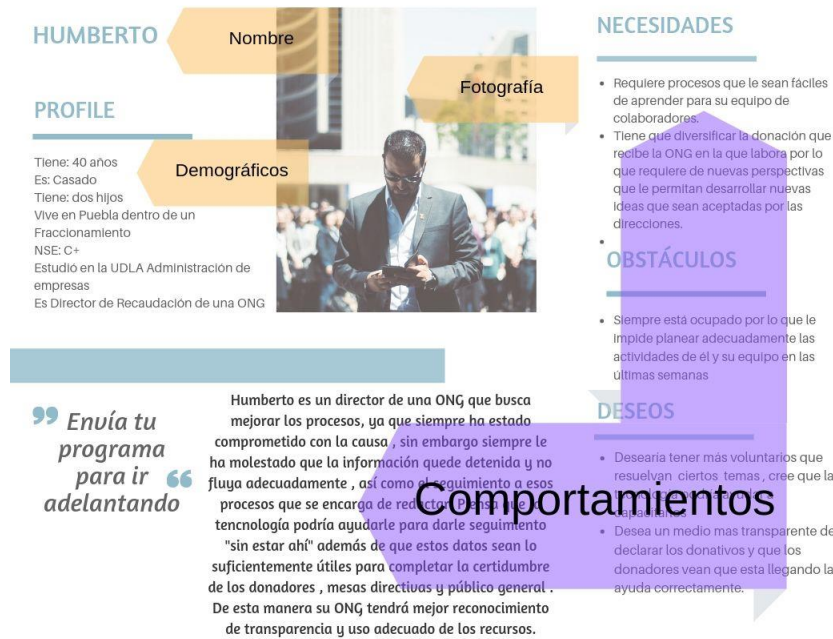 HUMBERTO
Nombre
Fotografía
PROFILE
Demográficos
Tiene: 40 años
Es: Casado
Tiene: dos hijos
Vive en Puebla dentro de un
Fraccionamiento
NSE: C+
Estudió en la UDLA Administración de
empresas
Es Director de Recaudación de una ONG
Envía tu
programa
para ir
adelantando
Humberto es un director de una ONG que busca
mejorar los procesos, ya que siempre ha estado
comprometido con la causa , sin embargo siempre le
ha molestado que la información quede detenida y no
fluya adecuadamente , así como el seguimiento a esos
procesos que se encarga de redactar. Piensa que la
tencnología podría ayudarle para darle seguimiento
"sin estar ahí" además de que estos datos sean lo
suficientemente útiles para completar la certidumbre
de los donadores , mesas directivas y público general .
De esta manera su ONG tendrá mejor reconocimiento
de transparencia y uso adecuado de los recursos.
NECESIDADES
• Requiere procesos que le sean fáciles
de aprender para su equipo de
colaboradores.
• Tiene que diversificar la donación que
recibe la ONG en la que labora por lo
que requiere de nuevas perspectivas
que le permitan desarrollar nuevas
ideas que sean aceptadas por las
direcciones.
•
OBSTÁCULOS
• Siempre está ocupado por lo que le
impide planear adecuadamente las
actividades de él y su equipo en las
últimas semanas
DESEOS
• Desearía tener más voluntarios que
resuelvan ciertos temas , cree que la
Comportamientos
• Desea un medio mas transparente de
declarar los donativos y que los
donadores vean que esta llegando la
ayuda correctamente.